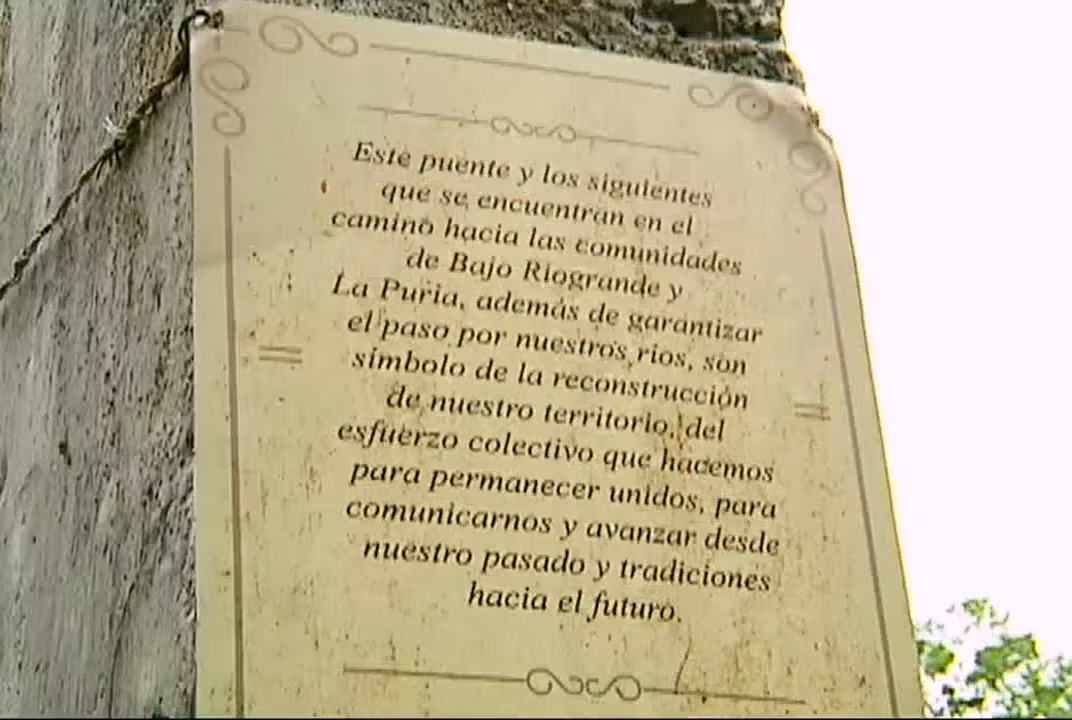 Este puente y los siguientes
que se encuentran en el
camino hacia las comunidades
de Bajo Riogrande y
La Puria, además de garantizar
el paso por nuestros ríos, son
símbolo de la reconstrucción
de nuestro territorio, del
esfuerzo colectivo que hacemos
para permanecer unidos, para
comunicarnos y avanzar desde
nuestro pasado y tradiciones
hacia el futuro.